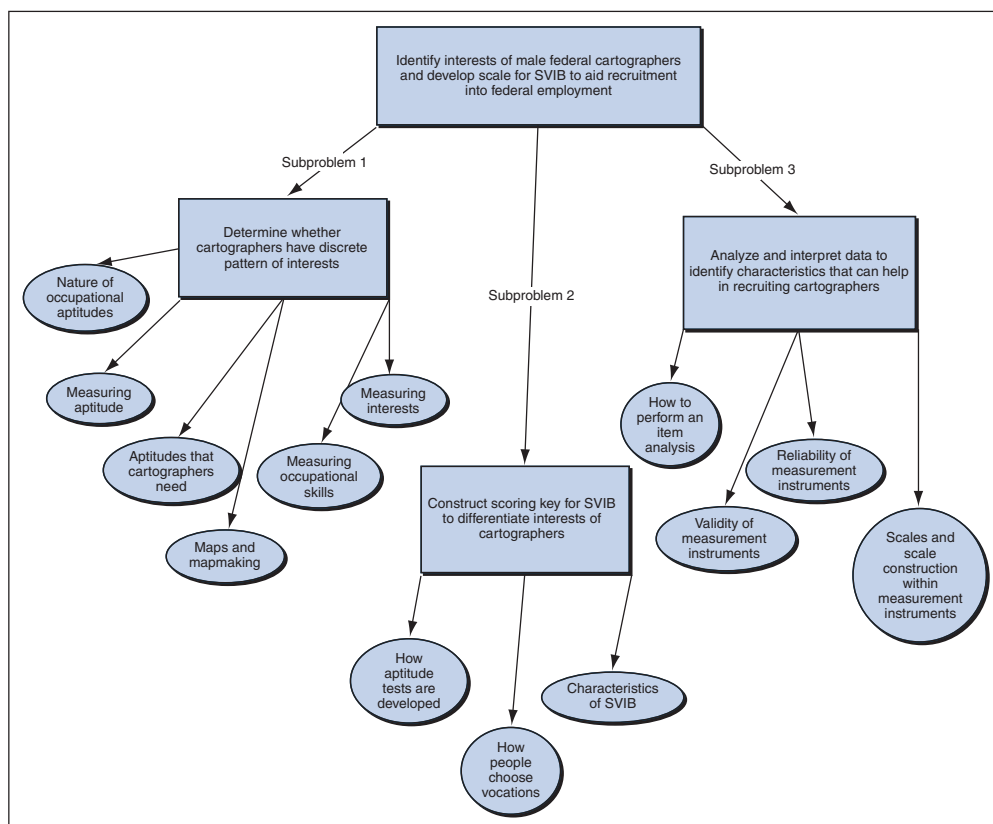 Identify interests of male federal cartographers
and develop scale for SVIB to aid recruitment
into federal employment
Subproblem 1
Subproblem 3
Determine whether
cartographers have discrete
pattern of interests
Analyze and interpret data to
identify characteristics that can help
in recruiting cartographers
Subproblem 2
Nature of
occupational
aptitudes
Measuring
aptitude
Aptitudes that
cartographers
need
Maps and
mapmaking
Measuring
occupational
skills
Measuring
interests
Construct scoring key for SVIB
to differentiate interests of
cartographers
How
aptitude
tests are
developed
How
people
choose
vocations
Characteristics
of SVIB
How to
perform an
item
analysis
Validity of
measurement
instruments
Reliability of
measurement
instruments
Scales and
scale
construction
within
measurement
instruments